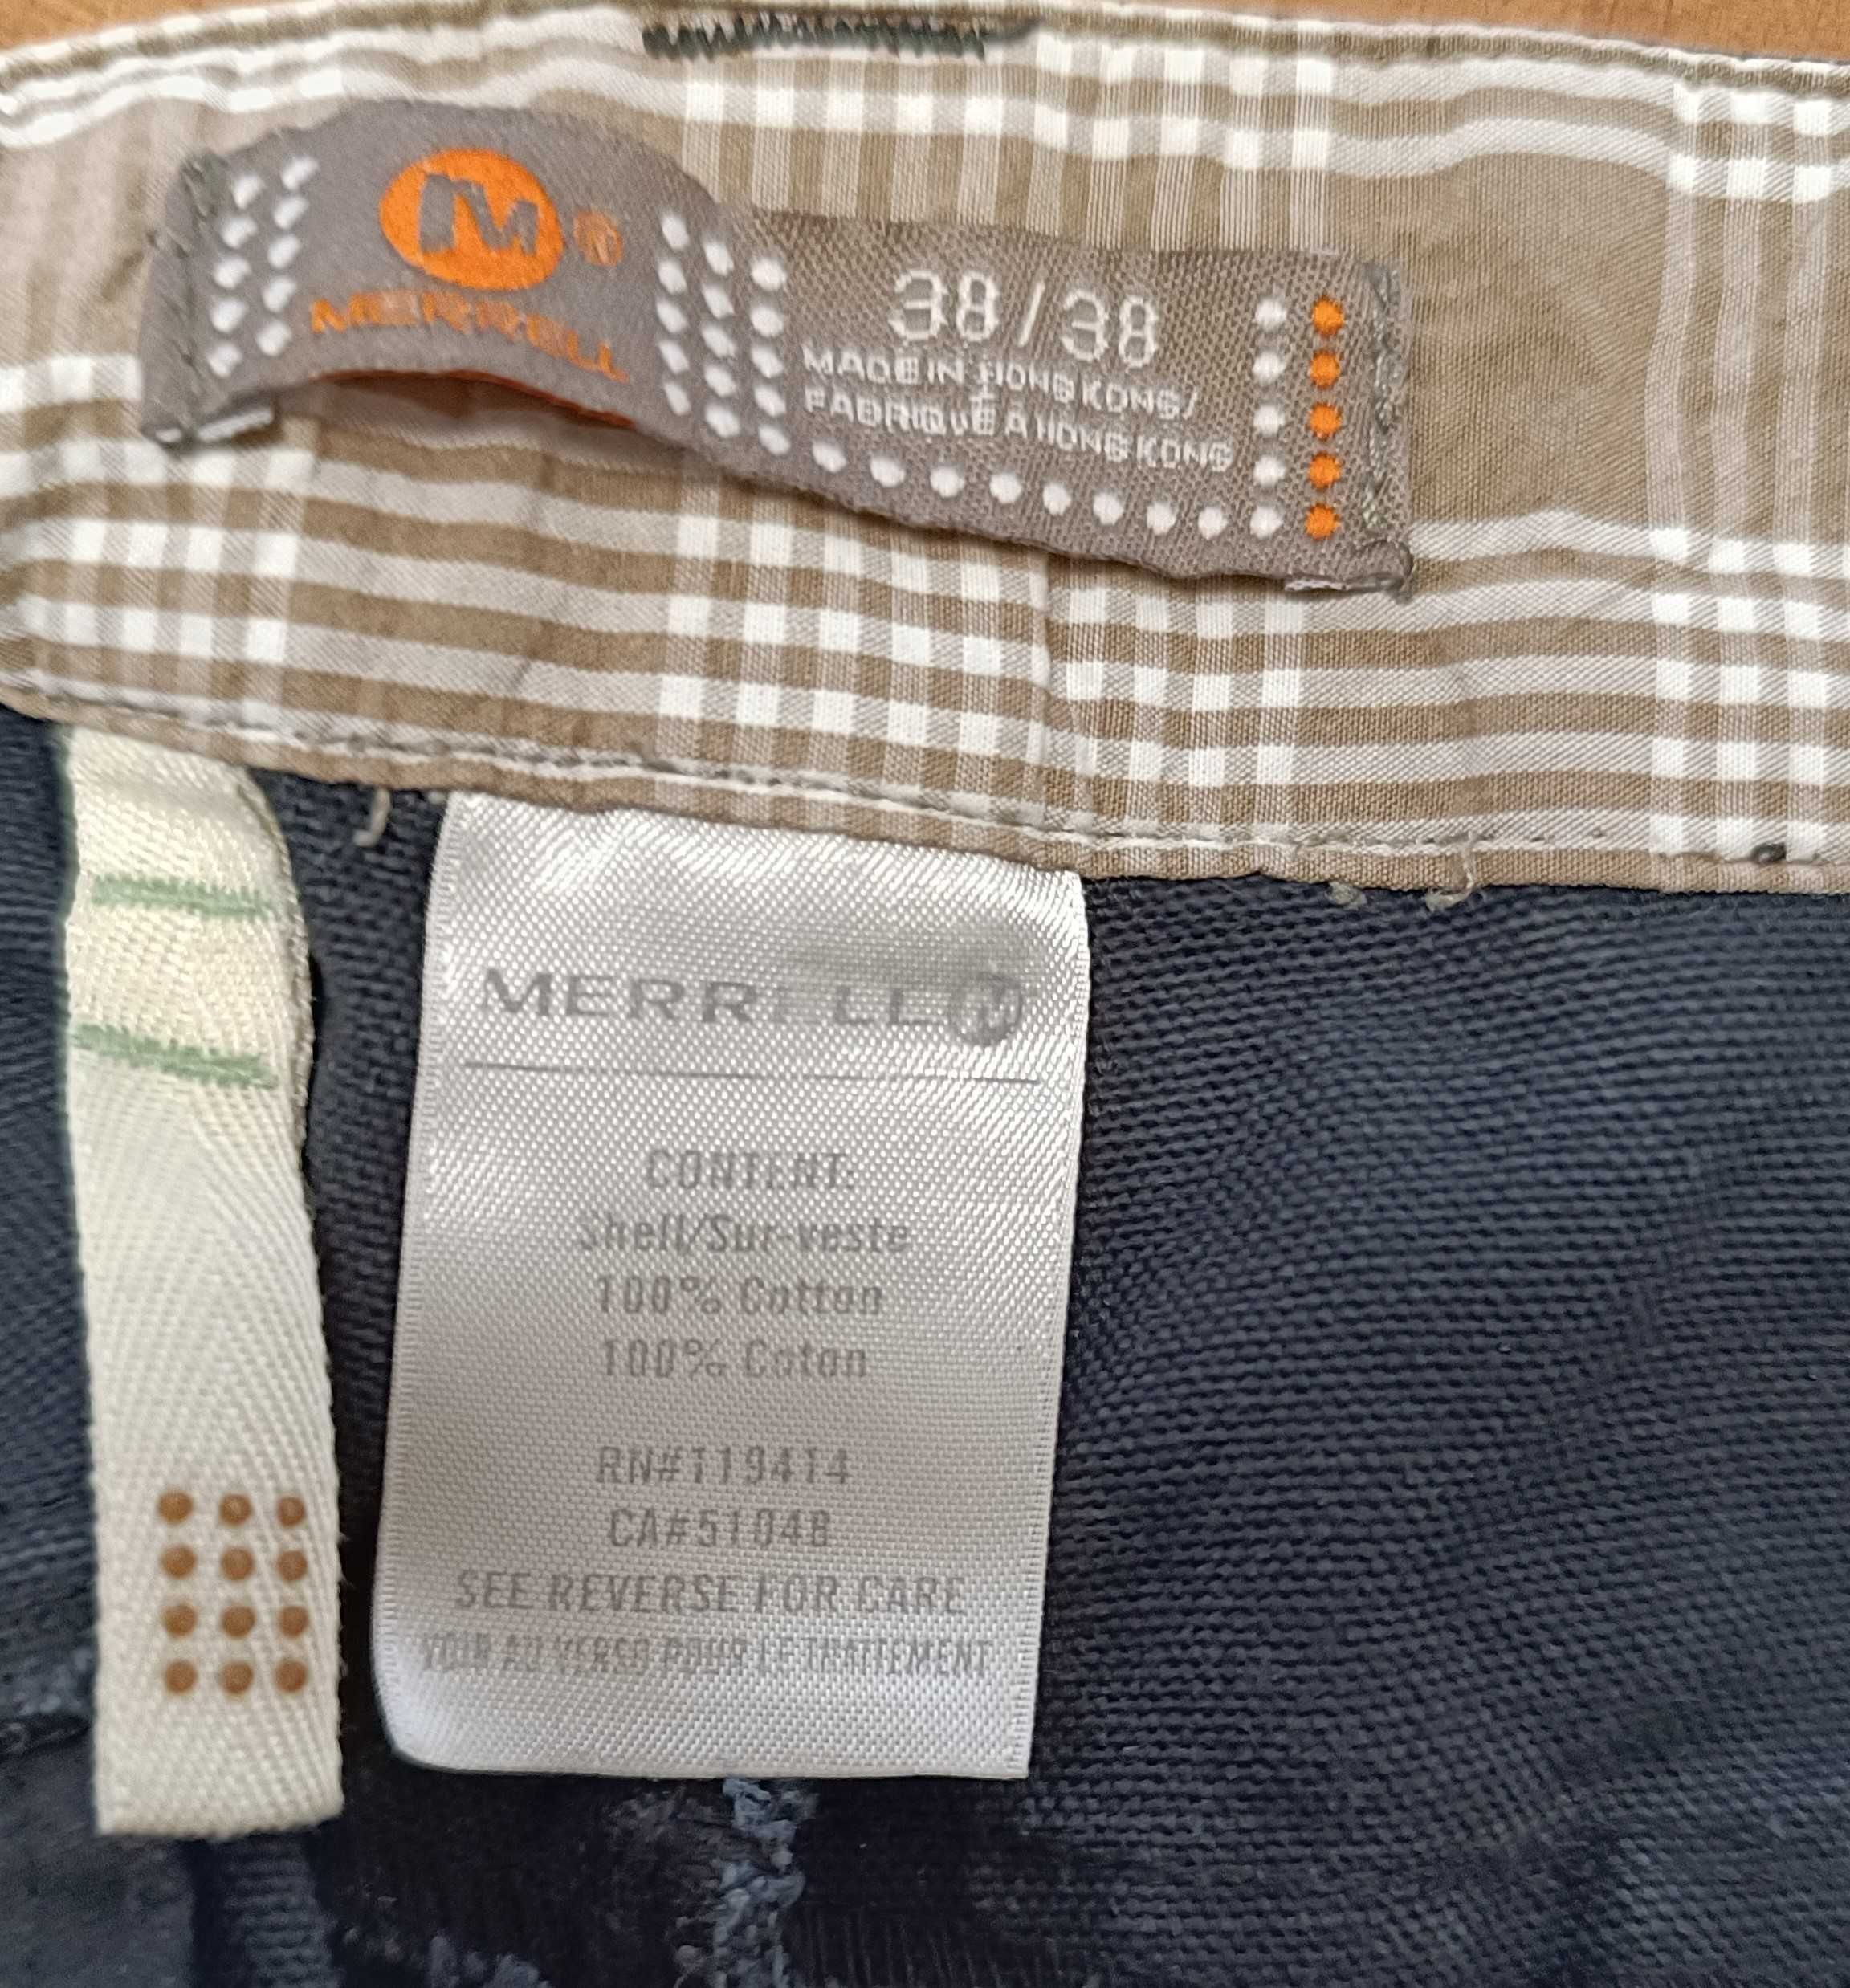 M®
MERRELL
38/38
MADE IN HONG KONG/
FABRIQUÉ A HONG KONG
MERRELL M
CONTENT:
Shell/Sur-veste
100% Cotton
100% Coton
RN#119414
CA#51048
SEE REVERSE FOR CARE
VOIR AU VERSO POUR LE TRAITEMENT